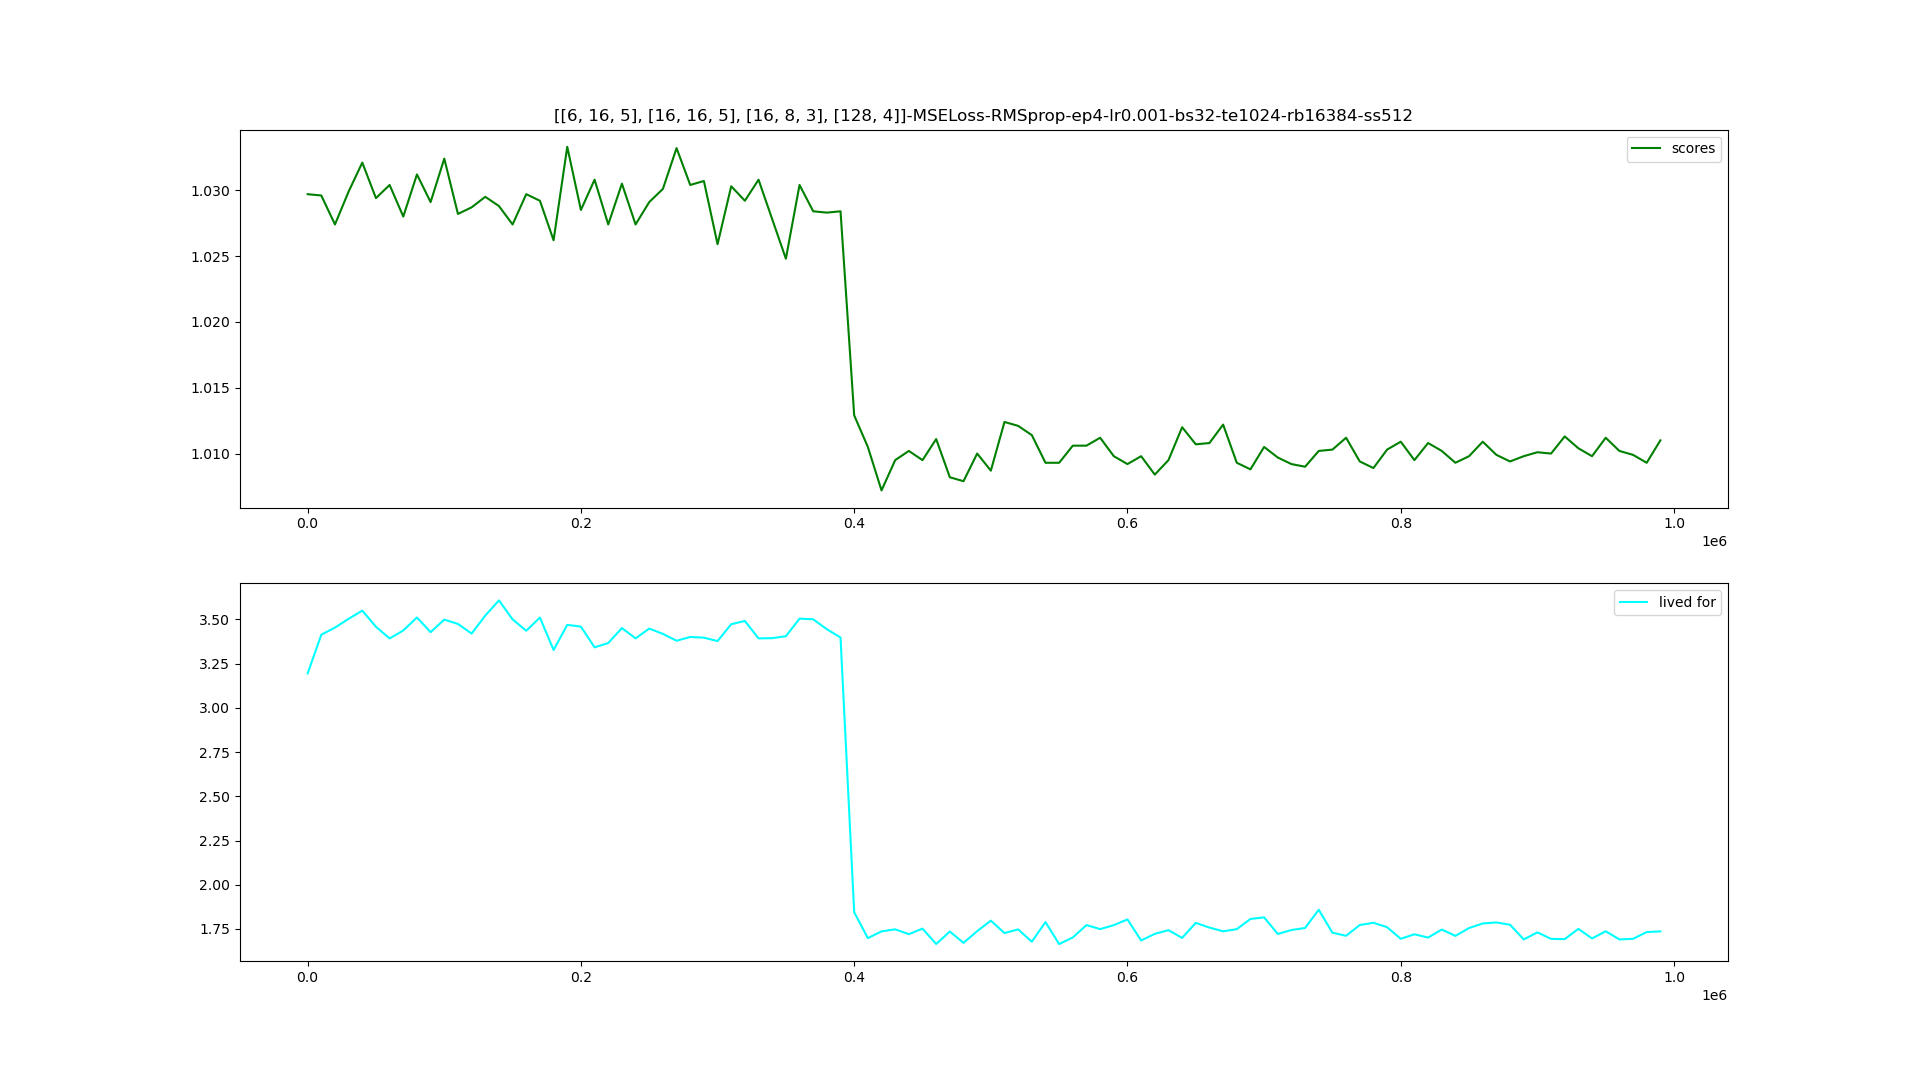 [[6, 16, 5], [16, 16, 5], [16, 8, 3], [128, 4]]-MSELoss-RMSprop-ep4-lr0.001-bs32-te1024-rb16384-ss512
scores
1.030
1.025
1.020
1.015
1.010
0.0 0.2 0.4 0.6 0.8 1.0
1e6
lived for
3.50
3.25
3.00
2.75
2.50
2.25
2.00
1.75
0.0 0.2 0.4 0.6 0.8 1.0
1e6